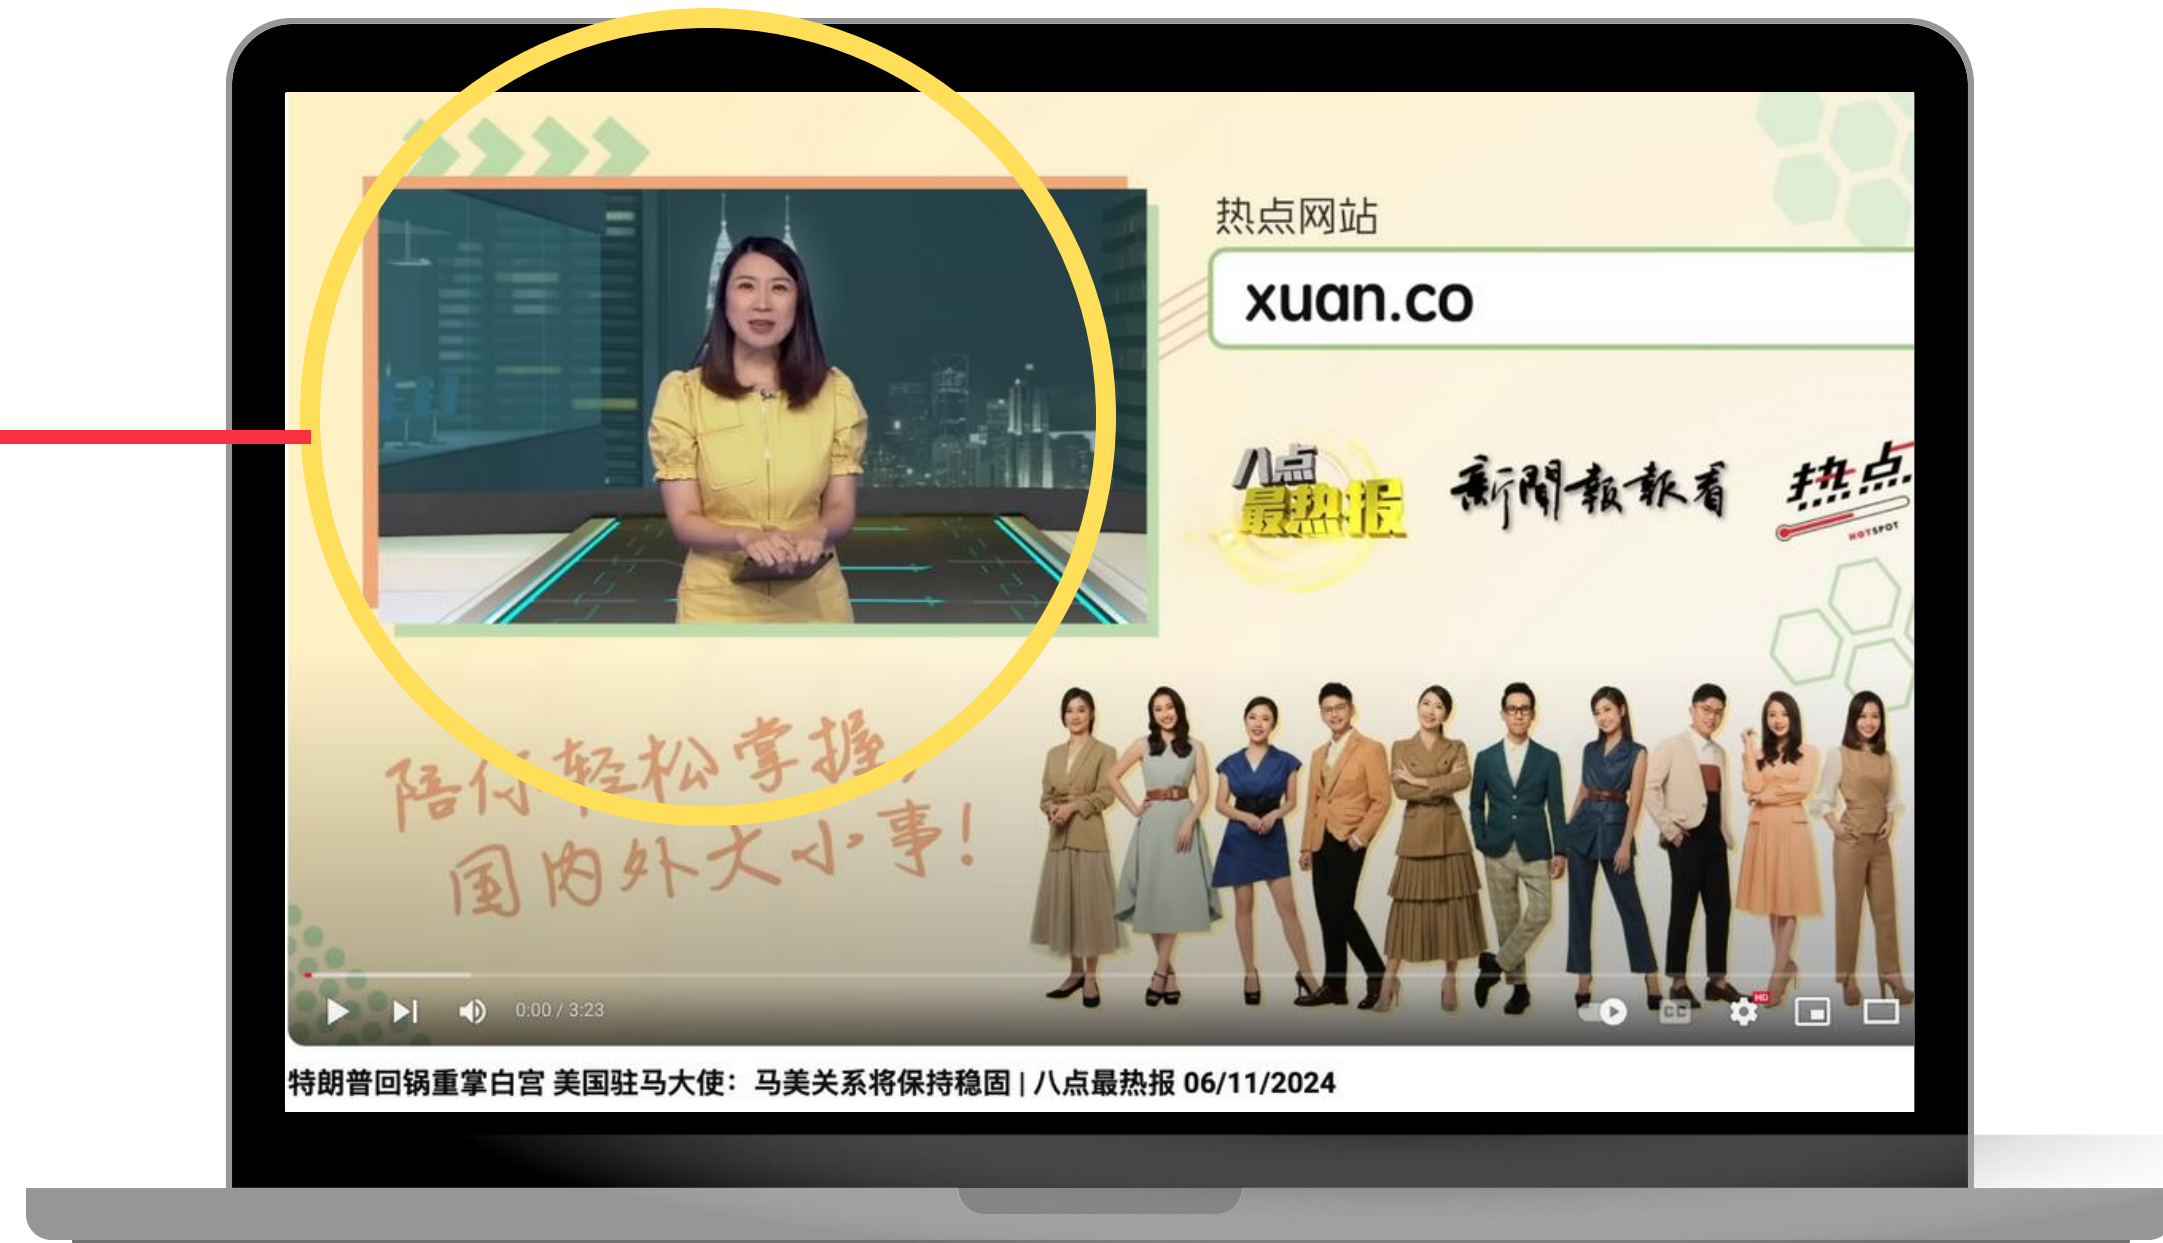 热点网站
xuan.co
八点
最热报
新聞報報看
热点
HOTSPOT
陪你轻松掌握,
国内外大小事!
0:00 / 3:23
CC
HD
特朗普回锅重掌白宫 美国驻马大使：马美关系将保持稳固 | 八点最热报 06/11/2024